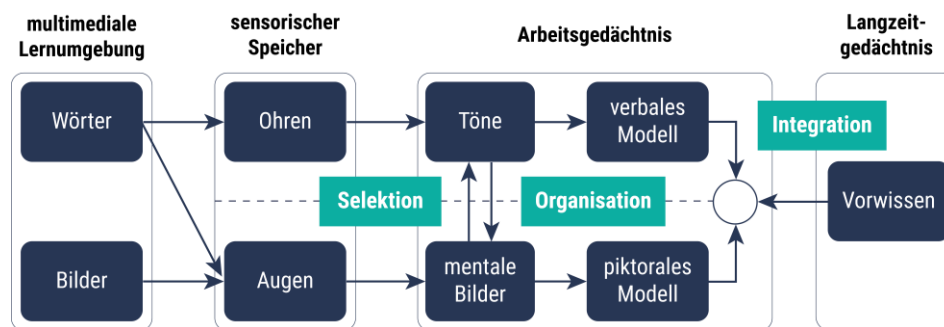 multimediale
Lernumgebung
sensorischer
Speicher
Arbeitsgedächtnis
Langzeit-
gedächtnis
Wörter
Ohren
Töne
verbales
Modell
Integration
Selektion
Organisation
Vorwissen
Bilder
Augen
mentale
Bilder
piktorales
Modell